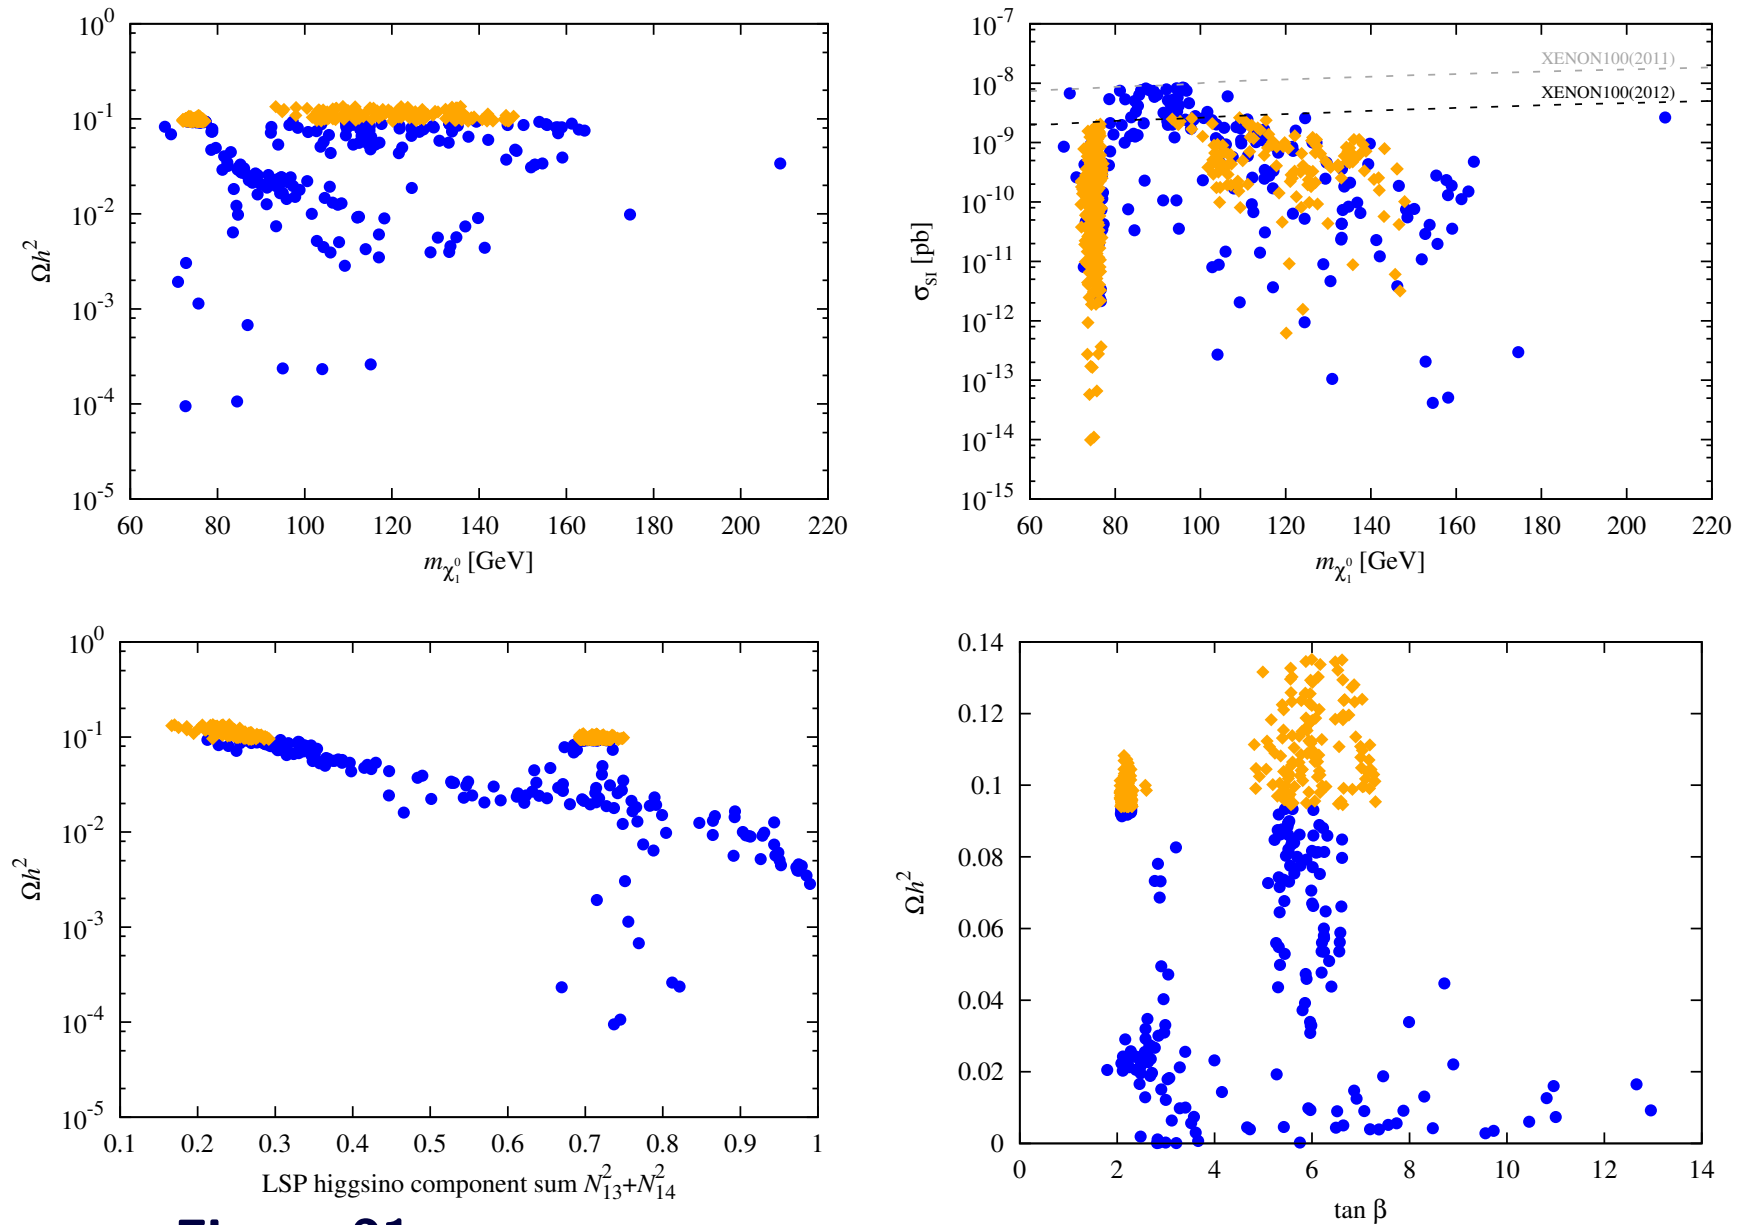 10^0
10^-1
10^-2
10^-3
10^-4
10^-5
Ωh^2
60 80 100 120 140 160 180 200 220
m_χ_1^0 [GeV]
10^-7
10^-8
10^-9
10^-10
10^-11
10^-12
10^-13
10^-14
10^-15
σ_SI [pb]
XENON100(2011)
XENON100(2012)
60 80 100 120 140 160 180 200 220
m_χ_1^0 [GeV]
10^0
10^-1
10^-2
10^-3
10^-4
10^-5
Ωh^2
0.1 0.2 0.3 0.4 0.5 0.6 0.7 0.8 0.9 1
LSP higgsino component sum N_13^2+N_14^2
0.14
0.12
0.1
0.08
0.06
0.04
0.02
0
Ωh^2
0 2 4 6 8 10 12 14
tan β